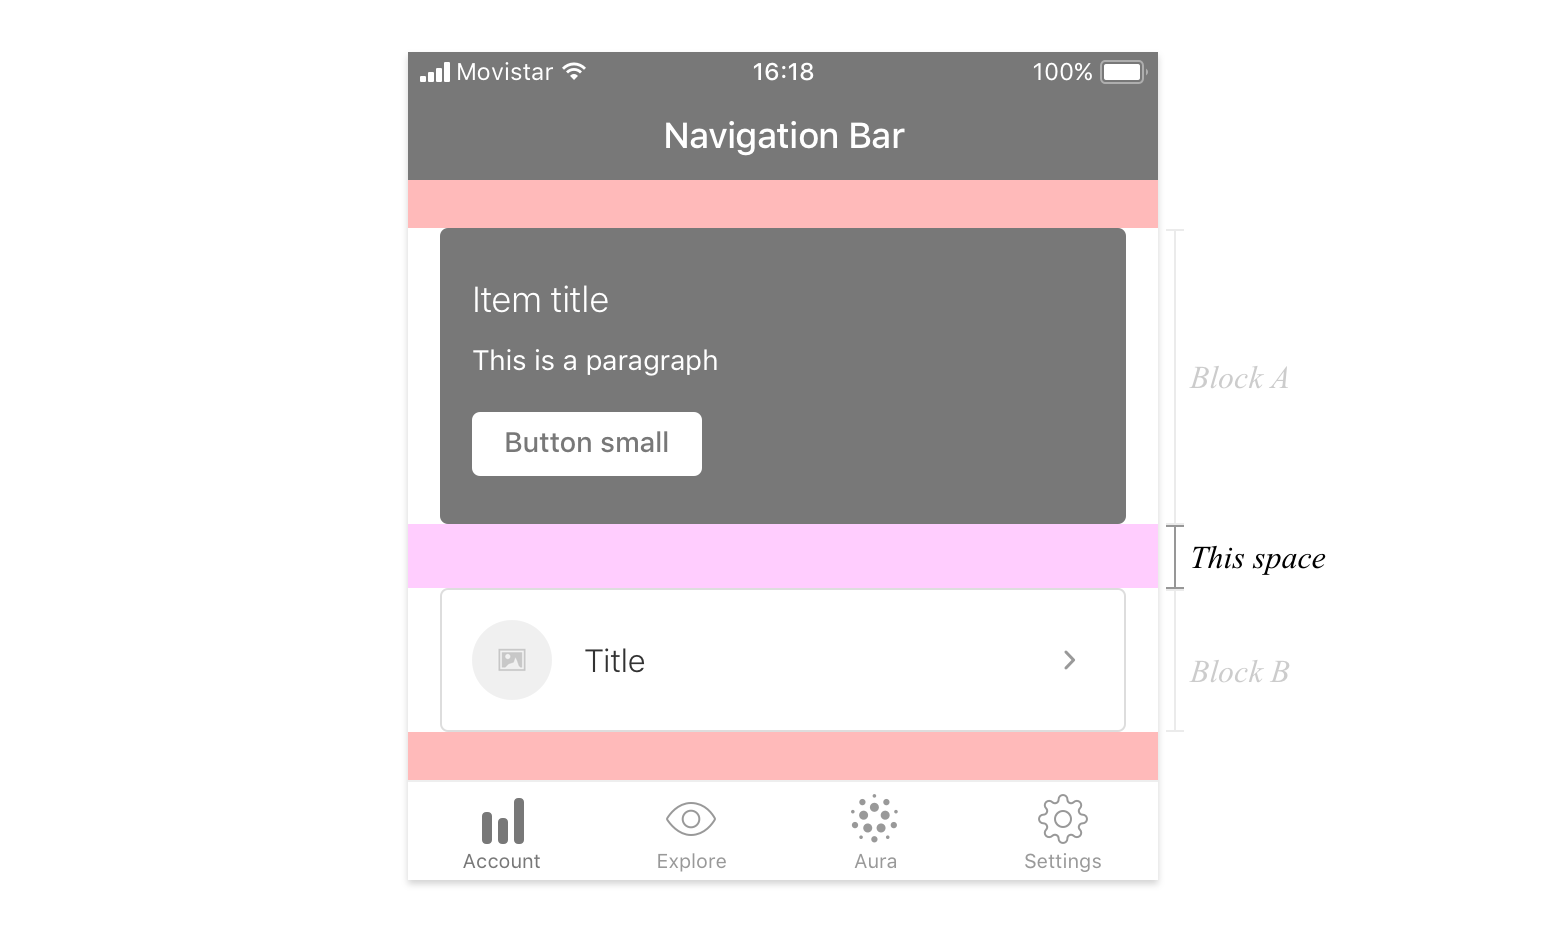 Movistar 16:18 100%
Navigation Bar
Item title
This is a paragraph
Button small
Block A
This space
Title
Block B
Account Explore Aura Settings